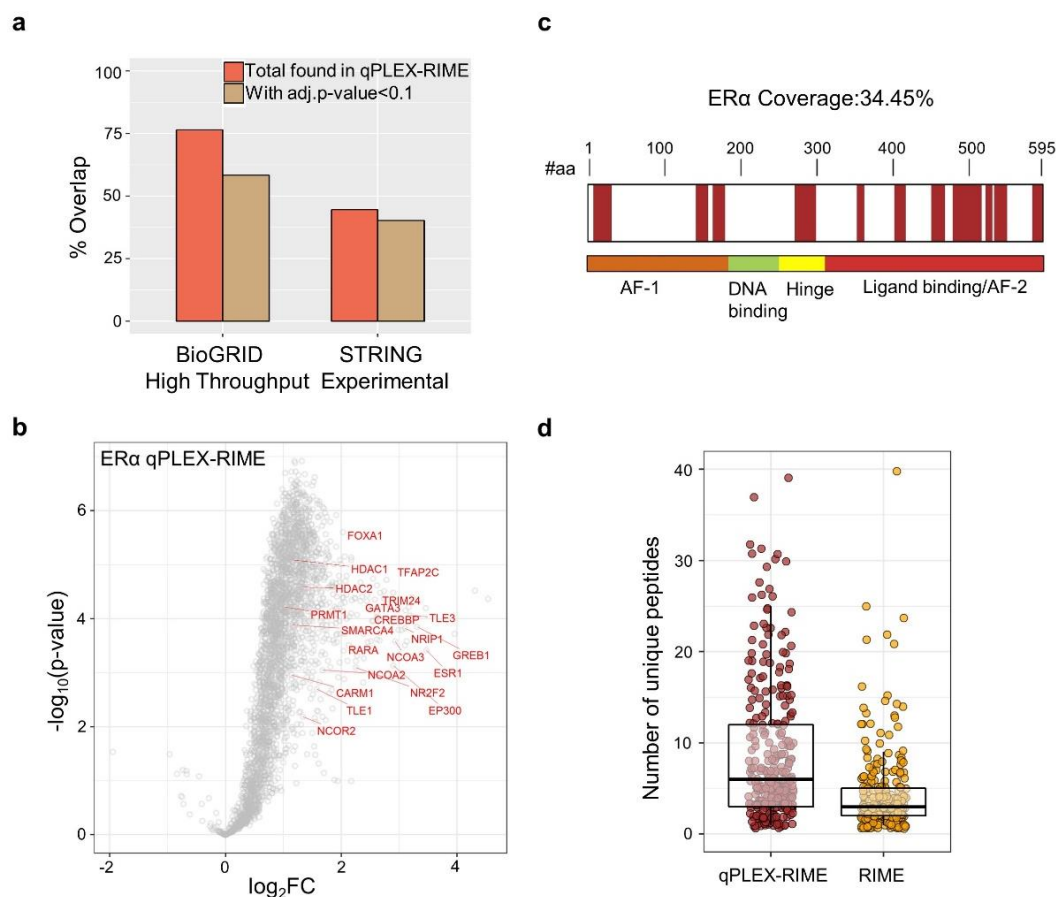 a
100
75
50
25
0
% Overlap
Total found in qPLEX-RIME
With adj.p-value<0.1
BioGRID
High Throughput
STRING
Experimental
b
ERα qPLEX-RIME
-log10(p-value)
6
4
2
0
FOXA1
HDAC1
TFAP2C
HDAC2
TRIM24
GATA3
PRMT1
CREBBP
TLE3
SMARCA4
NRIP1
RARA
NCOA3
GREB1
NCOA2
ESR1
CARM1
NR2F2
TLE1
EP300
NCOR2
-2
0
2
4
log2FC
c
ERα Coverage:34.45%
#aa
1
100
200
300
400
500
595
AF-1
DNA
binding
Hinge
Ligand binding/AF-2
d
Number of unique peptides
40
30
20
10
0
qPLEX-RIME
RIME